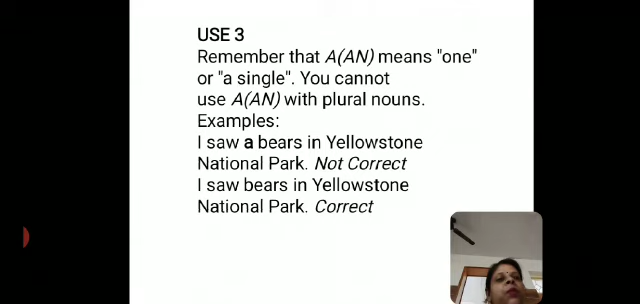 USE 3
Remember that A(AN) means "one"
or "a single". You cannot
use A(AN) with plural nouns.
Examples:
I saw a bears in Yellowstone
National Park. Not Correct
I saw bears in Yellowstone
National Park. Correct